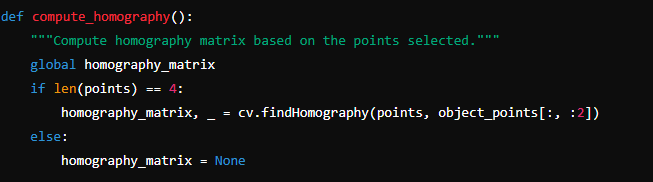 def compute_homography():
    """Compute homography matrix based on the points selected."""
    global homography_matrix
    if len(points) == 4:
        homography_matrix, _ = cv.findHomography(points, object_points[:, :2])
    else:
        homography_matrix = None